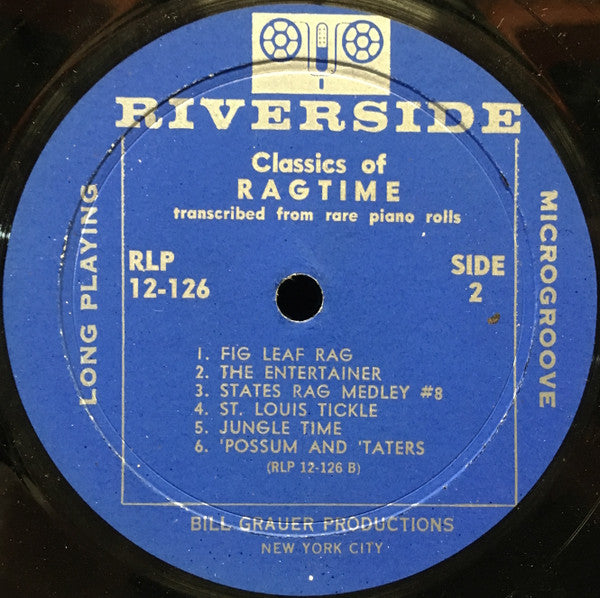 RIVERSIDE
Classics of
RAGTIME
transcribed from rare piano rolls
LONG PLAYING
RLP
12-126
SIDE
2
MICROGROOVE
1. FIG LEAF RAG
2. THE ENTERTAINER
3. STATES RAG MEDLEY #8
4. ST. LOUIS TICKLE
5. JUNGLE TIME
6. 'POSSUM AND 'TATERS
(RLP 12-126 B)
BILL GRAUER PRODUCTIONS
NEW YORK CITY